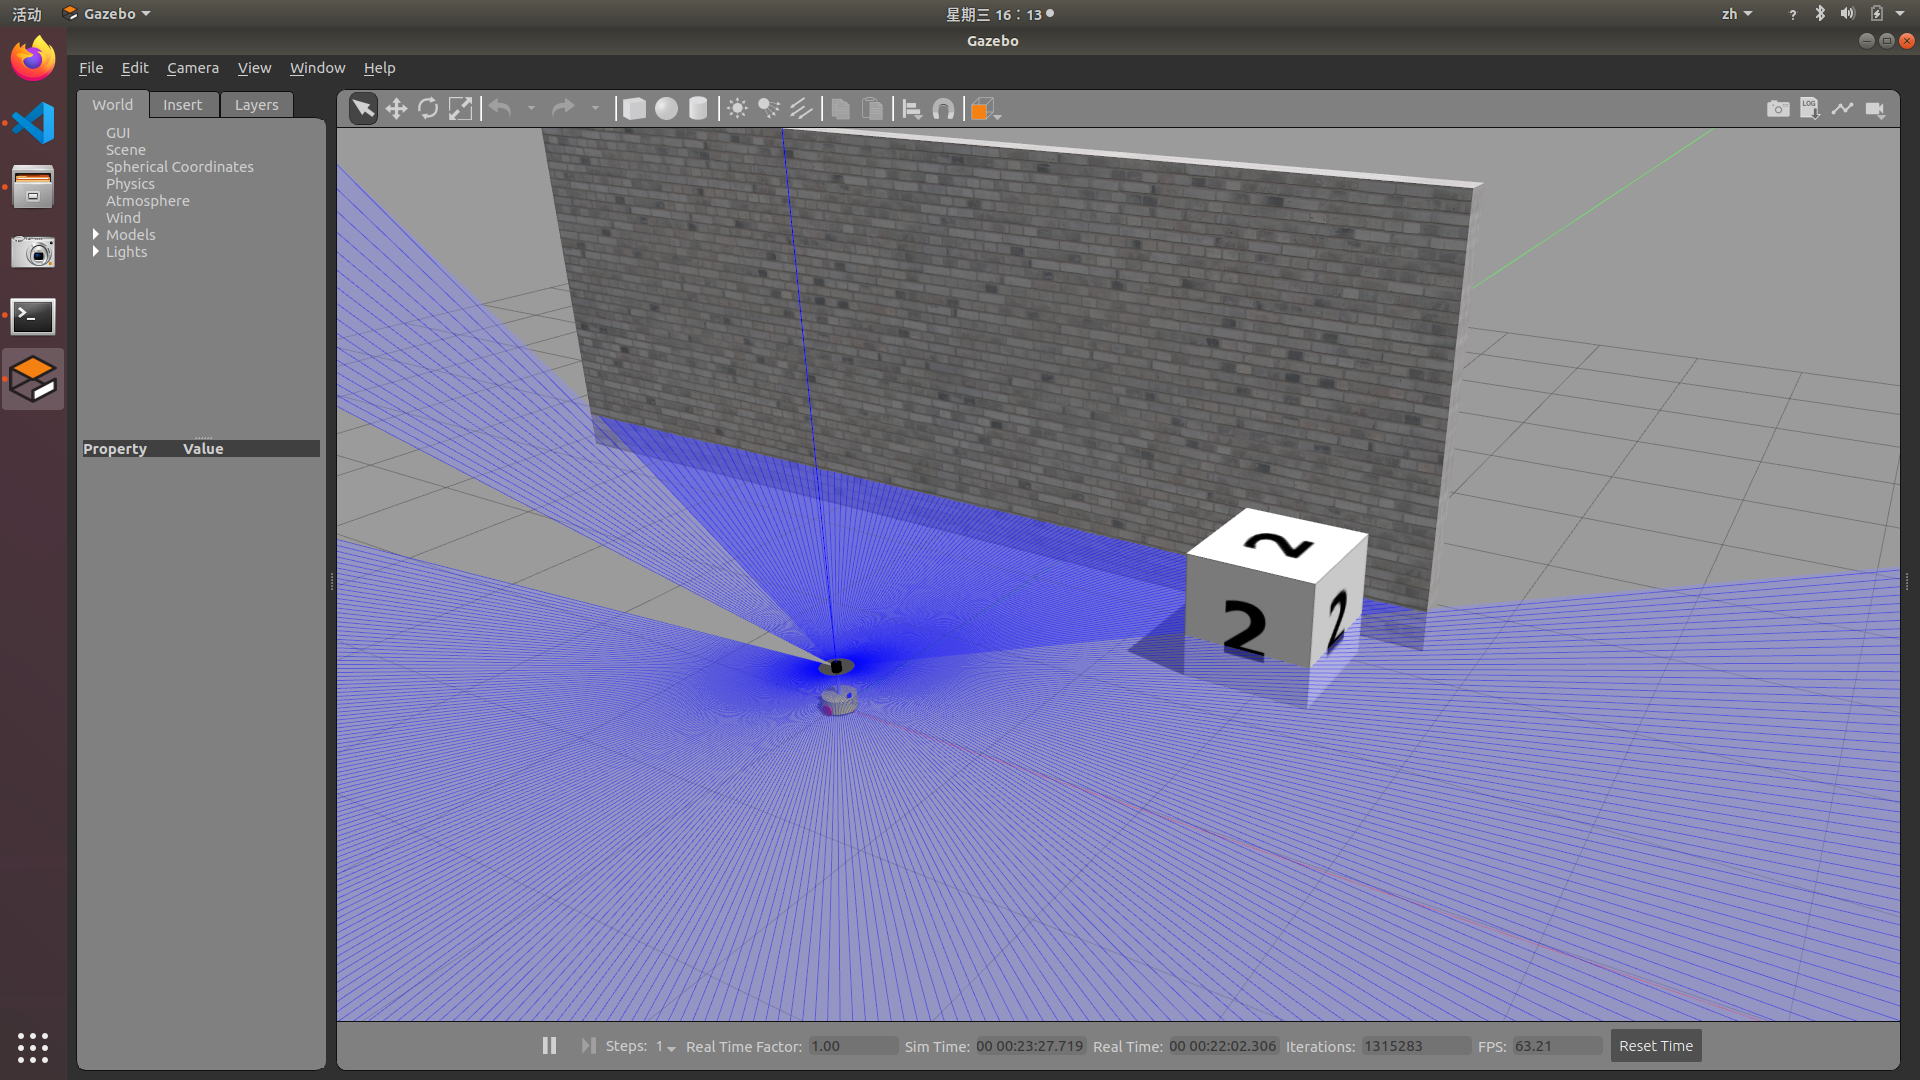 活动 Gazebo 星期三 16：13 zh ?
Gazebo
File Edit Camera View Window Help
World Insert Layers
LOG
GUI
Scene
Spherical Coordinates
Physics
Atmosphere
Wind
Models
Lights
Property Value
2
2
2
Steps: 1 Real Time Factor: 1.00 Sim Time: 00 00:23:27.719 Real Time: 00 00:22:02.306 Iterations: 1315283 FPS: 63.21 Reset Time